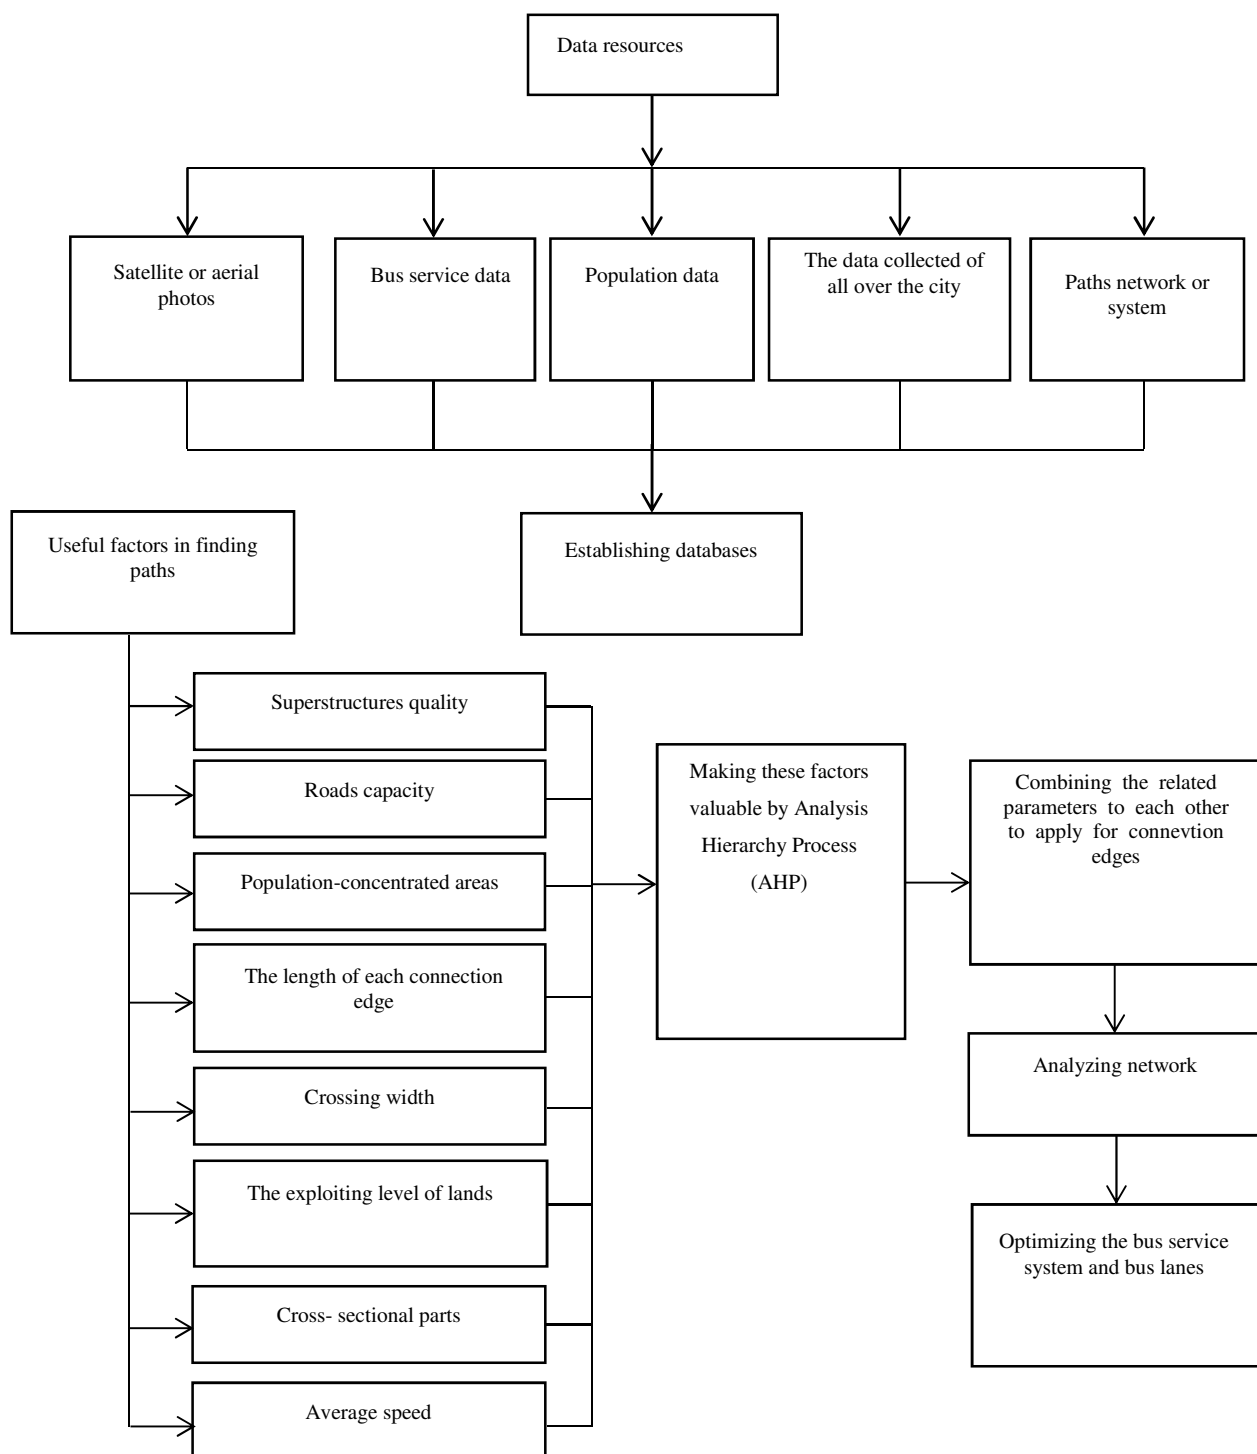 Data resources
Satellite or aerial
photos
Bus service data
Population data
The data collected of
all over the city
Paths network or
system
Useful factors in finding
paths
Establishing databases
Superstructures quality
Roads capacity
Population-concentrated areas
The length of each connection
edge
Crossing width
The exploiting level of lands
Cross- sectional parts
Average speed
Making these factors
valuable by Analysis
Hierarchy Process
(AHP)
Combining the related
parameters to each other
to apply for connevtion
edges
Analyzing network
Optimizing the bus service
system and bus lanes